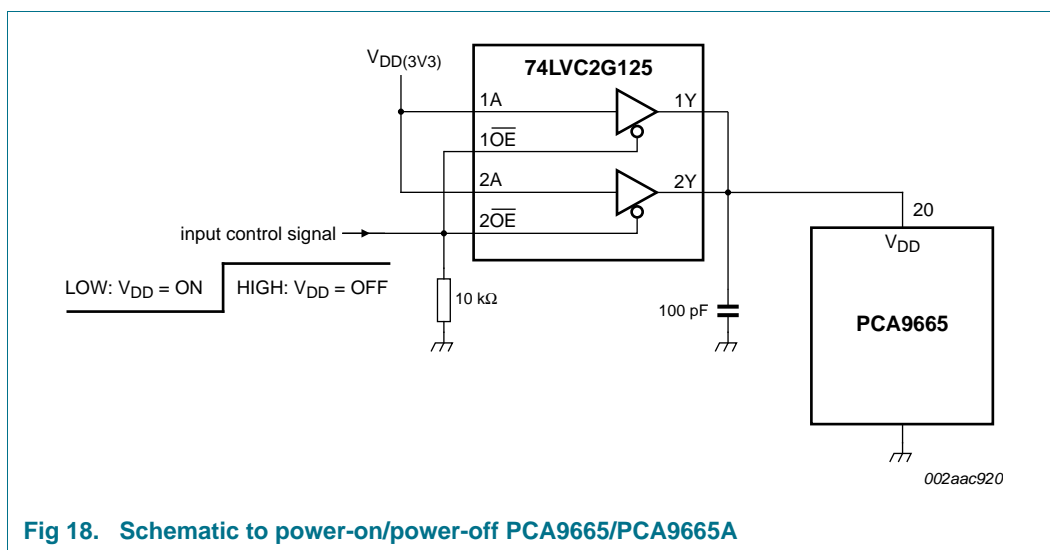 VDD(3V3)
74LVC2G125
1A
1Y
1OE
2A
2Y
2OE
20
input control signal
VDD
LOW: VDD = ON
HIGH: VDD = OFF
10 kΩ
100 pF
PCA9665
002aac920
Fig 18. Schematic to power-on/power-off PCA9665/PCA9665A